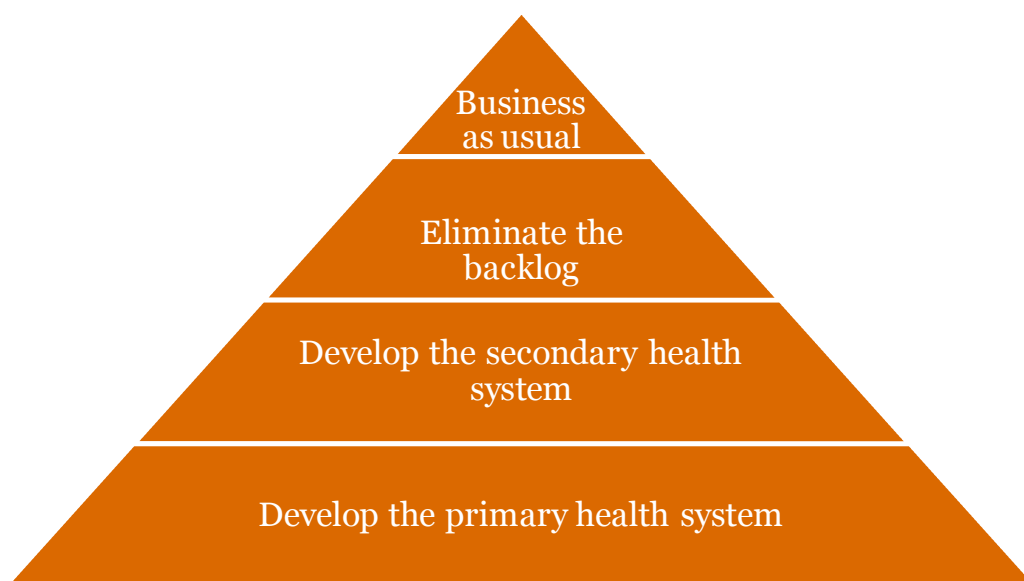 Business
as usual
Eliminate the
backlog
Develop the secondary health
system
Develop the primary health system